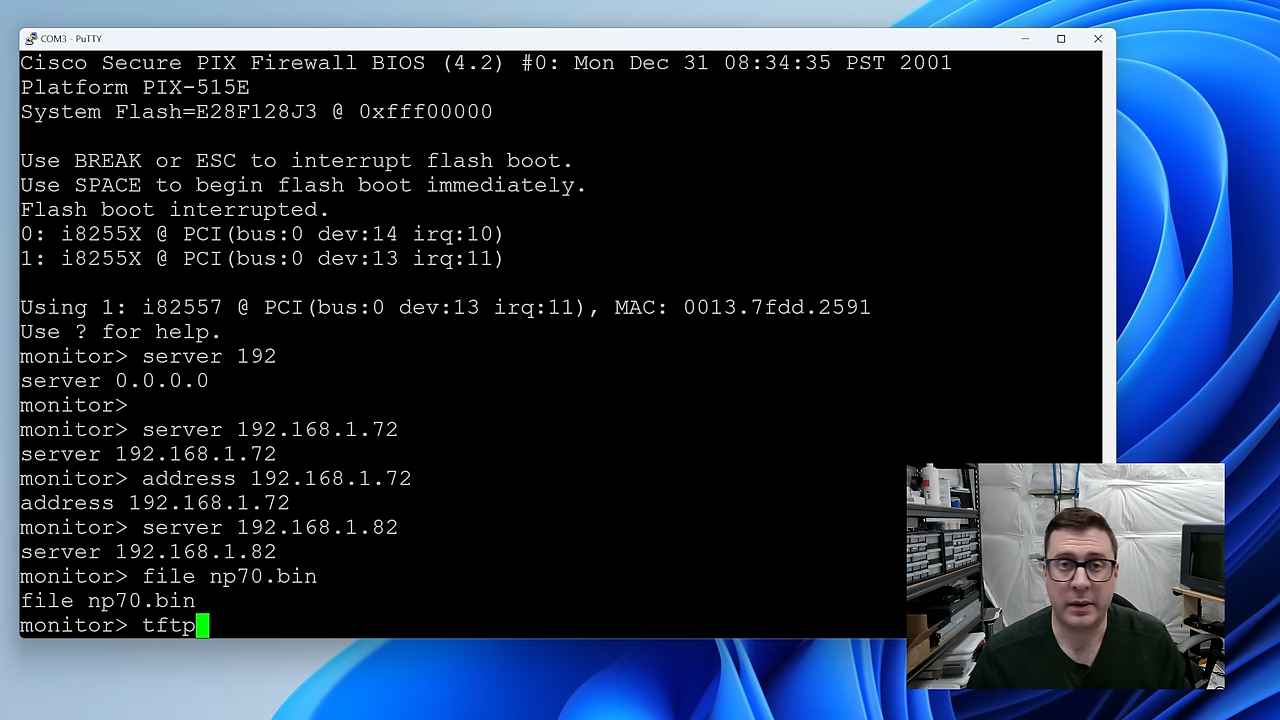 COM3 - PuTTY
Cisco Secure PIX Firewall BIOS (4.2) #0: Mon Dec 31 08:34:35 PST 2001
Platform PIX-515E
System Flash=E28F128J3 @ 0xfff00000
Use BREAK or ESC to interrupt flash boot.
Use SPACE to begin flash boot immediately.
Flash boot interrupted.
0: i8255X @ PCI(bus:0 dev:14 irq:10)
1: i8255X @ PCI(bus:0 dev:13 irq:11)
Using 1: i82557 @ PCI(bus:0 dev:13 irq:11), MAC: 0013.7fdd.2591
Use ? for help.
monitor> server 192
server 0.0.0.0
monitor>
monitor> server 192.168.1.72
server 192.168.1.72
monitor> address 192.168.1.72
address 192.168.1.72
monitor> server 192.168.1.82
server 192.168.1.82
monitor> file np70.bin
file np70.bin
monitor> tftp